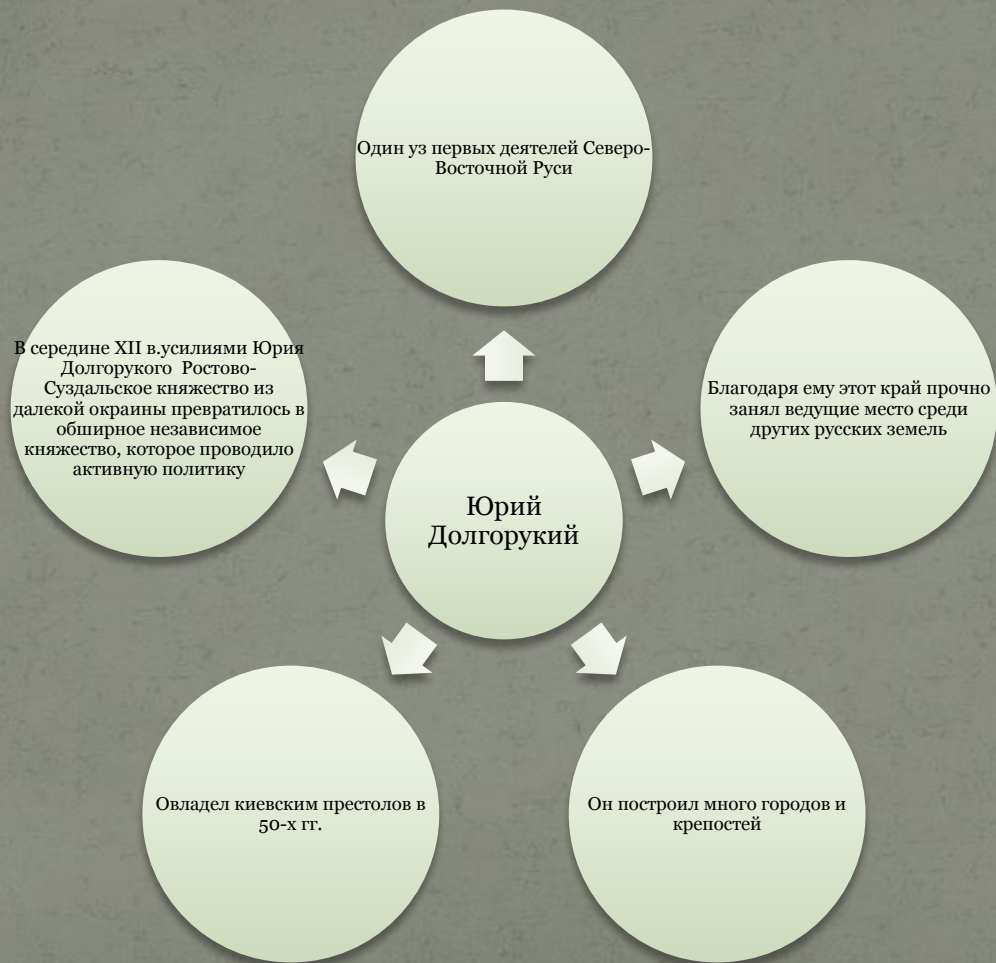 Один уз первых деятелей Северо-
Восточной Руси
В середине XII в.усилиями Юрия
Долгорукого Ростово-
Суздальское княжество из
далекой окраины превратилось в
обширное независимое
княжество, которое проводило
активную политику
Благодаря ему этот край прочно
занял ведущие место среди
других русских земель
Юрий
Долгорукий
Овладел киевским престолов в
50-х гг.
Он построил много городов и
крепостей